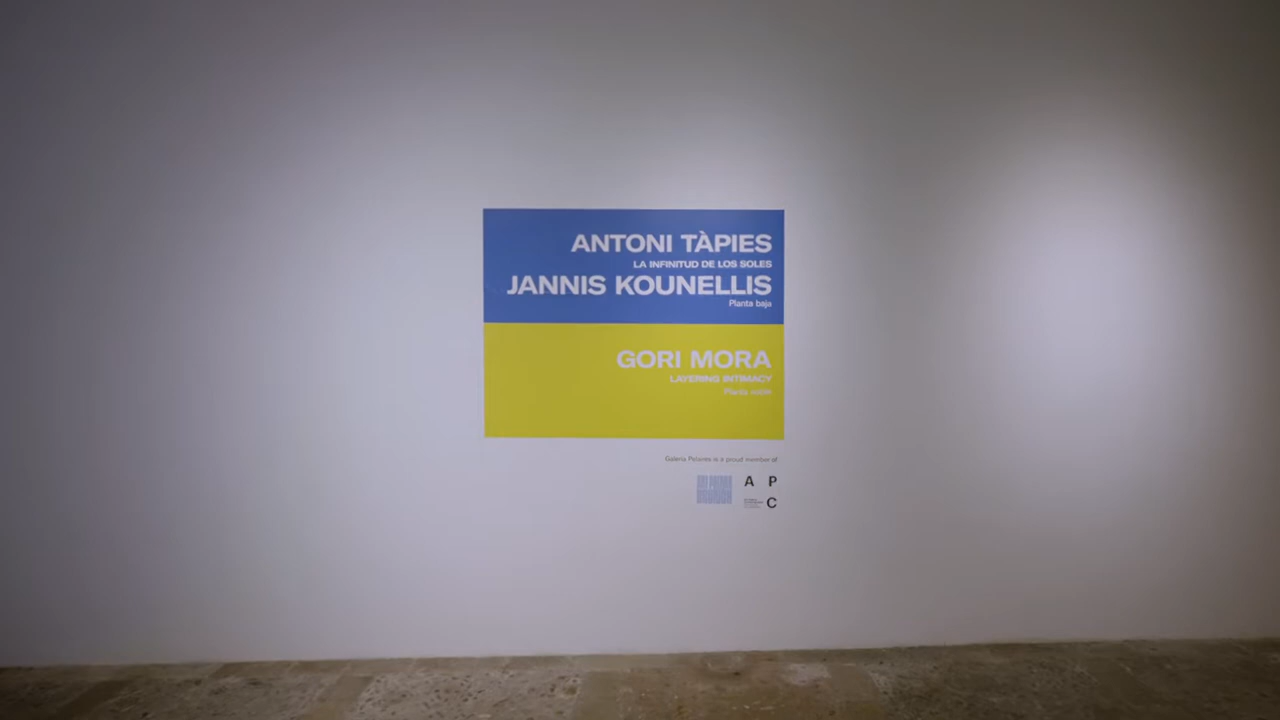 ANTONI TÀPIES
LA INFINITUD DE LOS SOLES
JANNIS KOUNELLIS
Planta baja
GORI MORA
LAYERING INTIMACY
Planta
Galeria Pelaires is a proud member of
A P
C